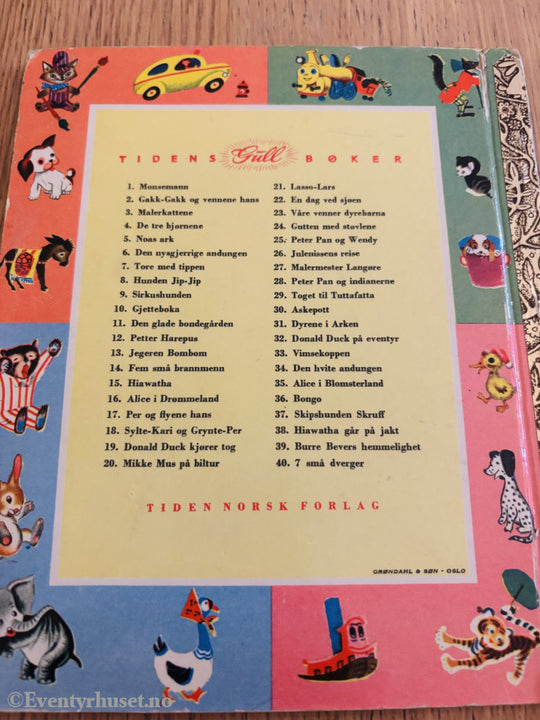 TIDENS Gull BØKER
1. Monsemann
2. Gakk-Gakk og vennene hans
3. Malerkattene
4. De tre bjørnene
5. Noas ark
6. Den nysgjerrige andungen
7. Tore med tippen
8. Hunden Jip-Jip
9. Sirkushunden
10. Gjetteboka
11. Den glade bondegården
12. Petter Harepus
13. Jegeren Bombom
14. Fem små brannmenn
15. Hiawatha
16. Alice i Drømmeland
17. Per og flyene hans
18. Sylte-Kari og Grynte-Per
19. Donald Duck kjører tog
20. Mikke Mus på biltur
21. Lasso-Lars
22. En dag ved sjøen
23. Våre venner dyrebarna
24. Gutten med støvlene
25. Peter Pan og Wendy
26. Julenissens reise
27. Malermester Langøre
28. Peter Pan og indianerne
29. Toget til Tuttafatta
30. Askepott
31. Dyrene i Arken
32. Donald Duck på eventyr
33. Vimsekoppen
34. Den hvite andungen
35. Alice i Blomsterland
36. Bongo
37. Skipshunden Skruff
38. Hiawatha går på jakt
39. Burre Bevers hemmelighet
40. 7 små dverger
TIDEN NORSK FORLAG
GRØNDAHL & SØN - OSLO
©Eventyrhuset.no